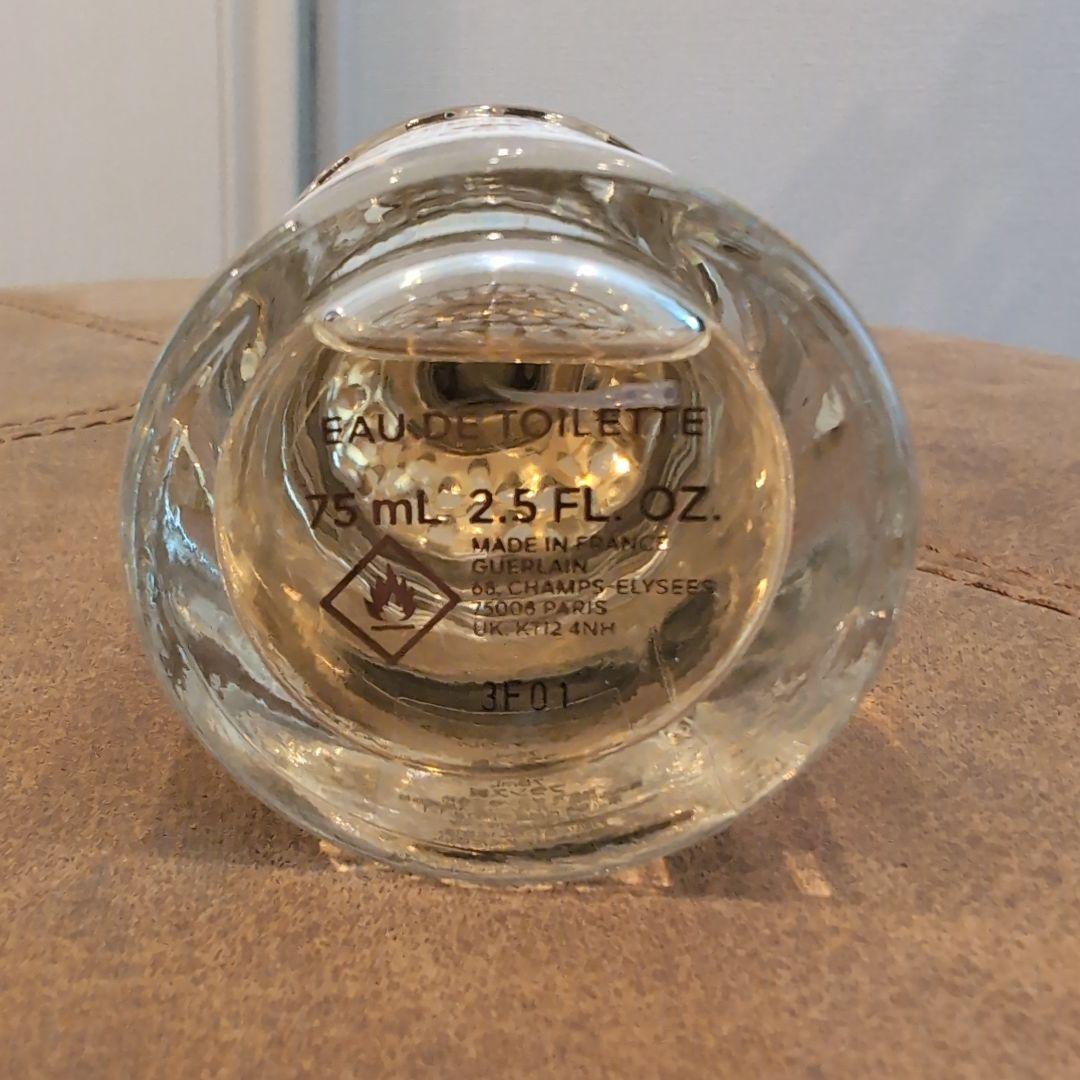 EAU DE TOILETTE
75 mL 2.5 FL. OZ.
MADE IN FRANCE
GUERLAIN
68, CHAMPS-ELYSEES
75008 PARIS
UK. KT12 4NH
3F01